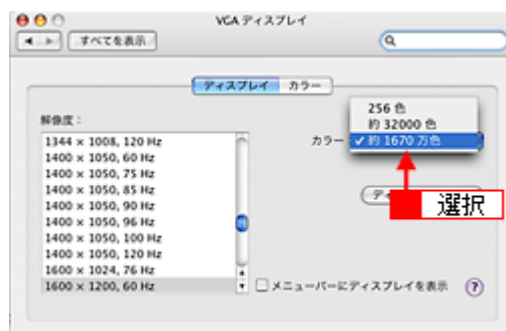 VGA ディスプレイ
すべてを表示
ディスプレイ
カラー
解像度：
1344 × 1008, 120 Hz
1400 × 1050, 60 Hz
1400 × 1050, 75 Hz
1400 × 1050, 85 Hz
1400 × 1050, 90 Hz
1400 × 1050, 96 Hz
1400 × 1050, 100 Hz
1400 × 1050, 120 Hz
1600 × 1024, 76 Hz
1600 × 1200, 60 Hz
カラー
256 色
約 32000 色
✓ 約 1670 万色
ディ
選択
メニューバーにディスプレイを表示
?